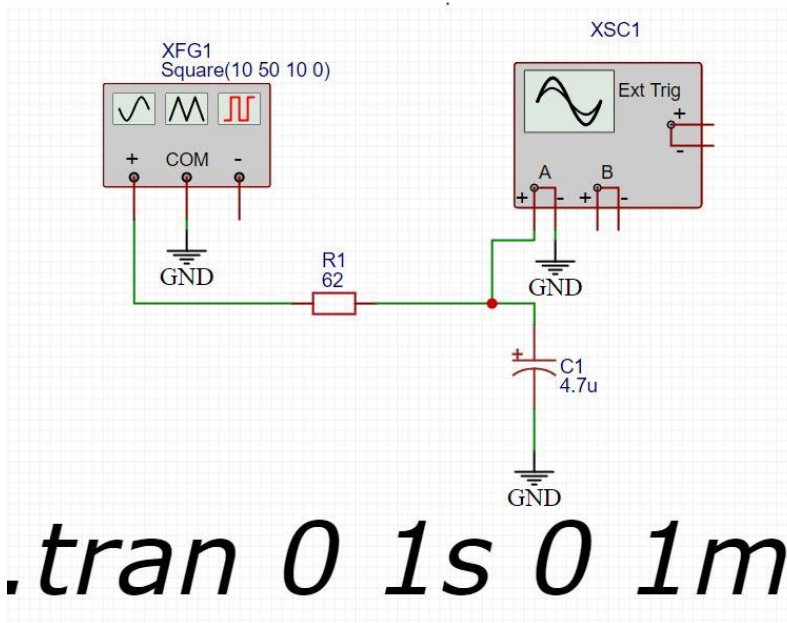 XFG1
Square(10 50 10 0)
+ COM -
GND
R1
62
XSC1
Ext Trig
+
-
A B
+ - + -
GND
+
C1
4.7u
GND
.tran 0 1s 0 1m